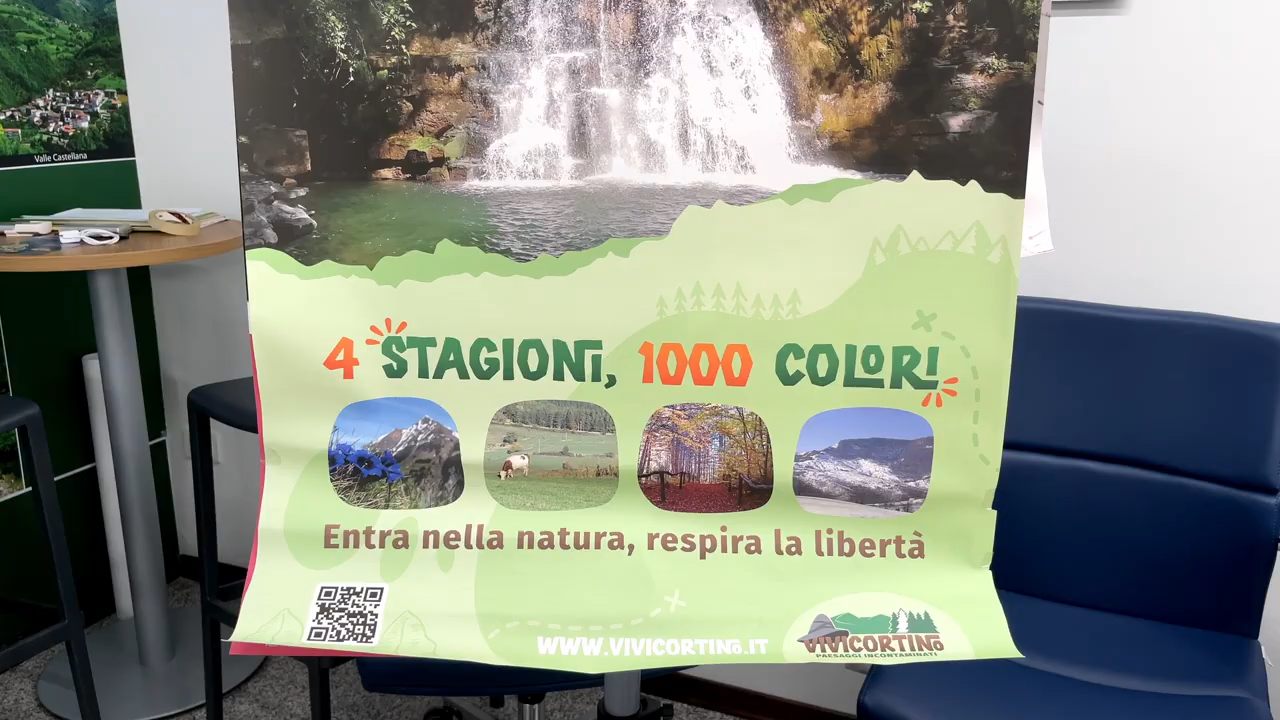 Valle Castellana
4 STAGIONI, 1000 COLORI
Entra nella natura, respira la libertà
WWW.VIVICORTINO.IT
VIVICORTINO
PAESAGGI INCONTAMINATI